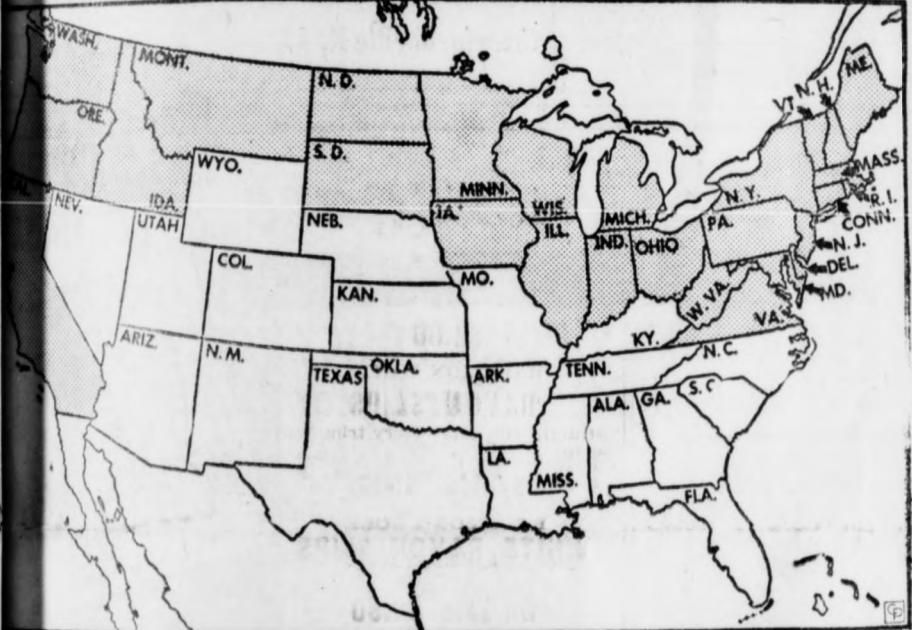 WASH.
MONT.
N. D.
ME.
VT.
N. H.
ORE.
S. D.
MINN.
WYO.
MASS.
N. Y.
R. I.
CONN.
NEV.
IDA.
UTAH
NEB.
IA.
WIS.
MICH.
ILL.
IND.
OHIO
PA.
N. J.
DEL.
MD.
COL.
KAN.
MO.
W. VA.
VA.
KY.
ARIZ.
N. M.
TEXAS
OKLA.
ARK.
TENN.
N. C.
S. C
ALA.
GA.
LA.
MISS.
FLA.